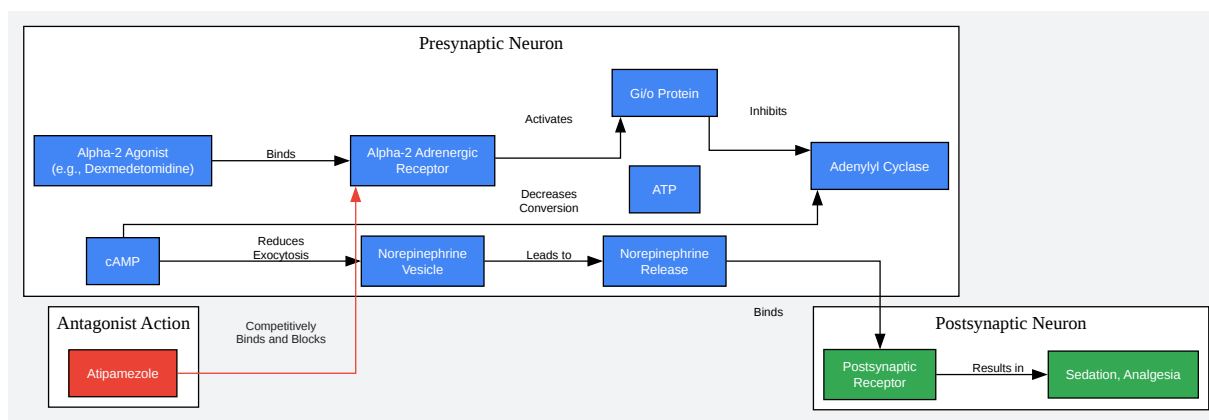 Presynaptic Neuron
Gi/o Protein
Activates
Inhibits
Alpha-2 Agonist
(e.g., Dexmedetomidine)
Binds
Alpha-2 Adrenergic
Receptor
Adenylyl Cyclase
ATP
Decreases
Conversion
cAMP
Reduces
Exocytosis
Norepinephrine
Vesicle
Leads to
Norepinephrine
Release
Antagonist Action
Competitively
Binds and Blocks
Binds
Postsynaptic Neuron
Atipamezole
Postsynaptic
Receptor
Results in
Sedation, Analgesia